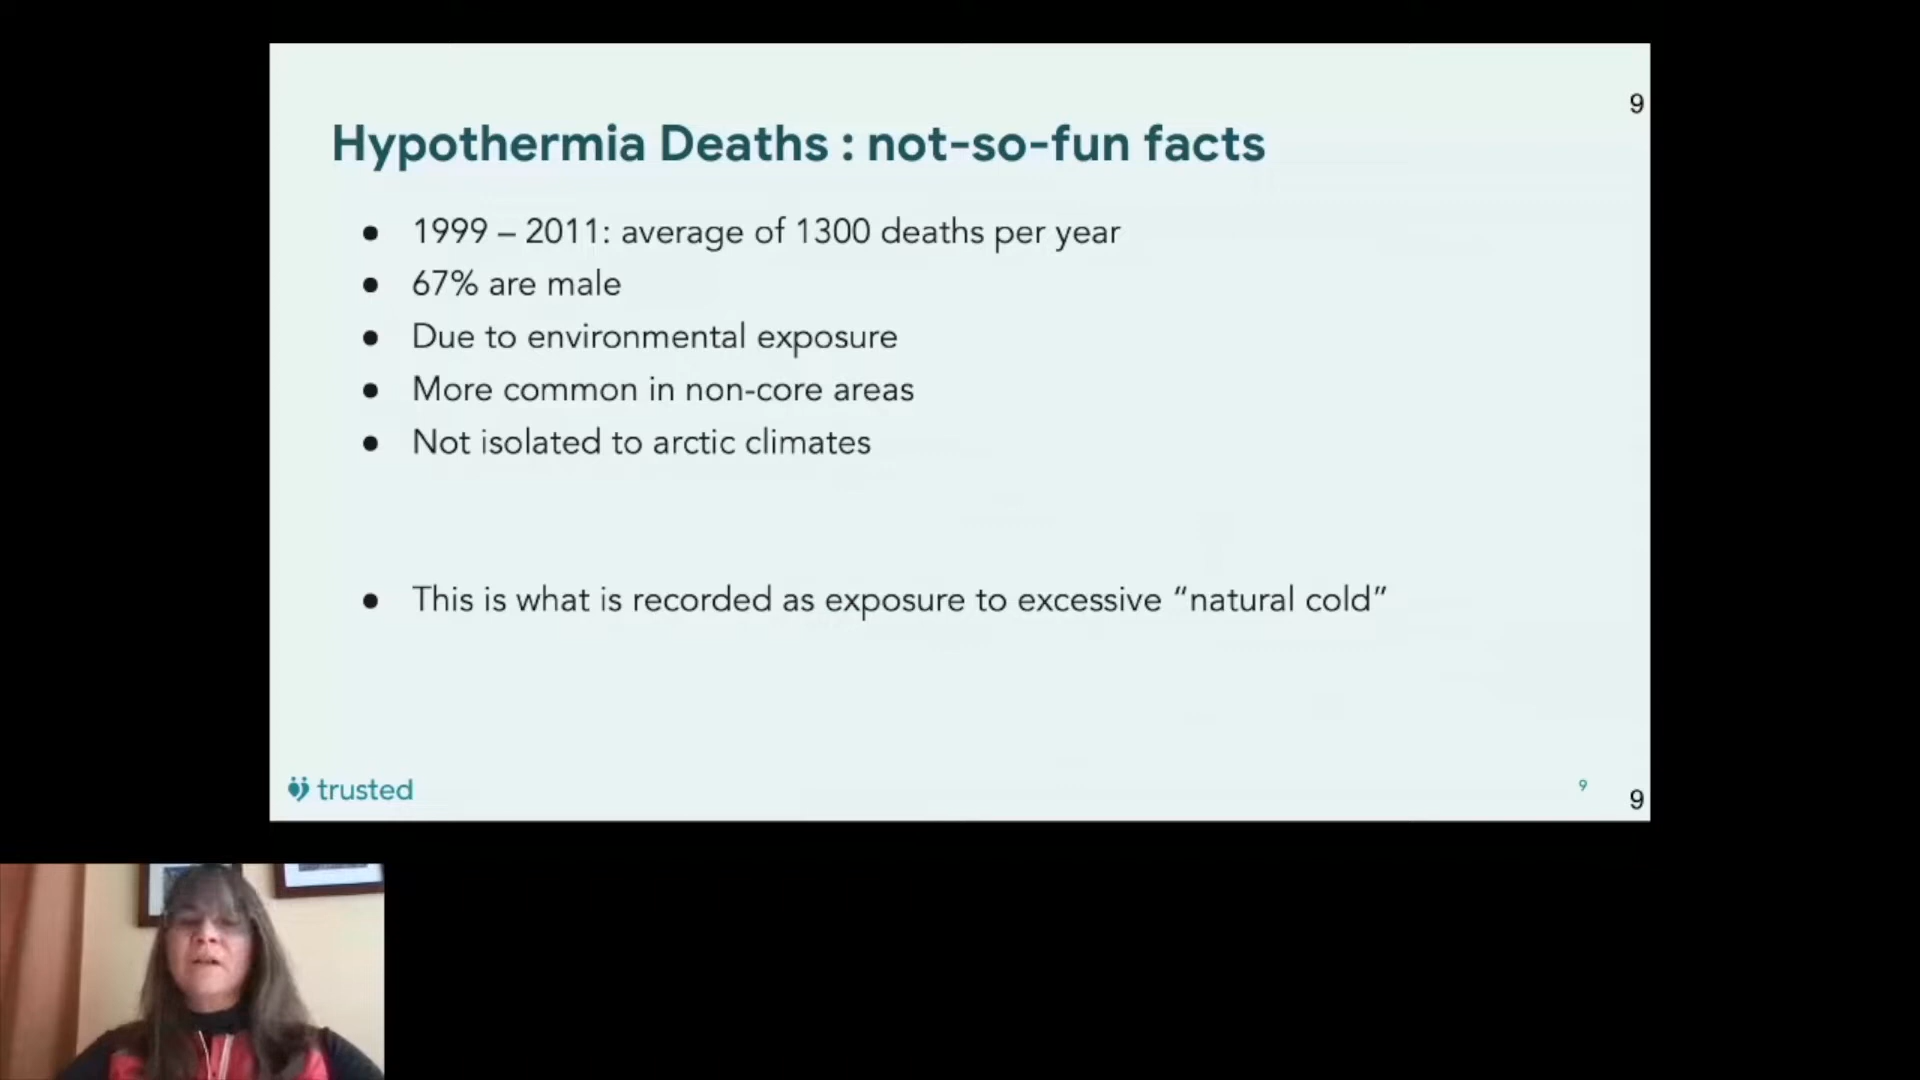 9
Hypothermia Deaths : not-so-fun facts
● 1999 – 2011: average of 1300 deaths per year
● 67% are male
● Due to environmental exposure
● More common in non-core areas
● Not isolated to arctic climates
● This is what is recorded as exposure to excessive “natural cold”
trusted
9
9